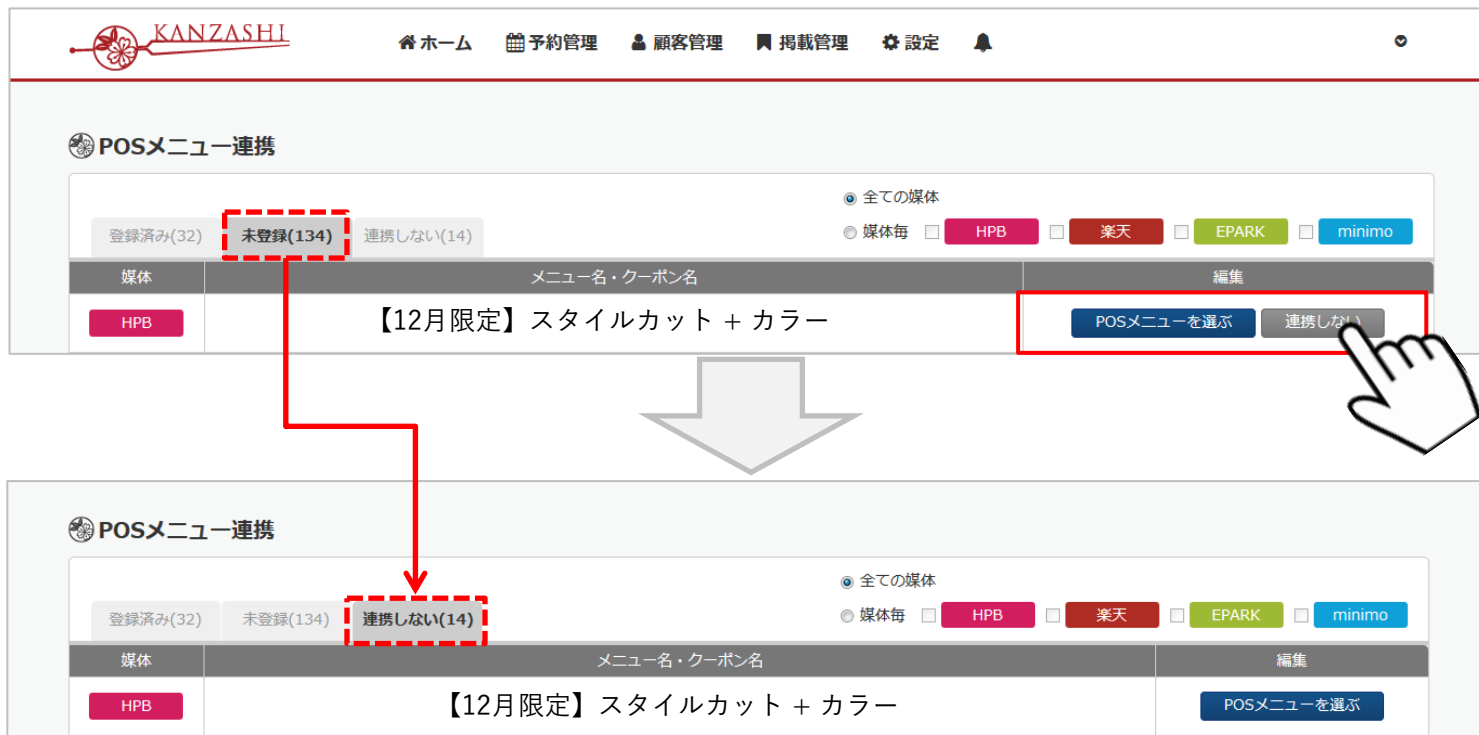 KANZASHI
ホーム 予約管理 顧客管理 掲載管理 設定
POSメニュー連携
全ての媒体
登録済み(32) 未登録(134) 連携しない(14) 媒体毎 HPB 楽天 EPARK minimo
媒体 メニュー名・クーポン名 編集
HPB 【12月限定】スタイルカット + カラー POSメニューを選ぶ 連携しない
POSメニュー連携
全ての媒体
登録済み(32) 未登録(134) 連携しない(14) 媒体毎 HPB 楽天 EPARK minimo
媒体 メニュー名・クーポン名 編集
HPB 【12月限定】スタイルカット + カラー POSメニューを選ぶ